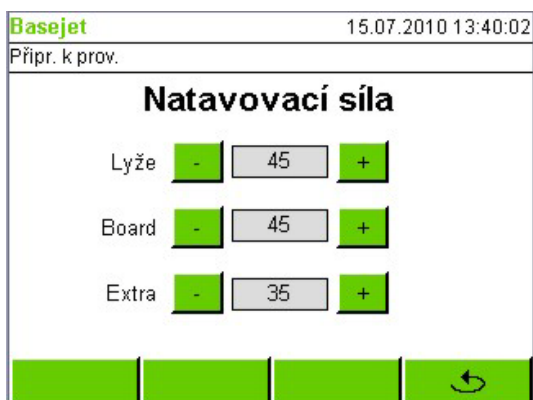 Basejet 15.07.2010 13:40:02
Připr. k prov.
Natavovací síla
Lyže - 45 +
Board - 45 +
Extra - 35 +